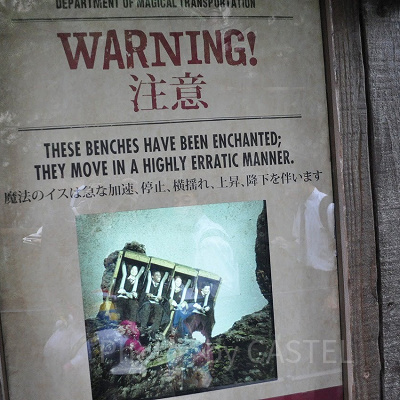 DEPARTMENT OF MAGICAL TRANSPORTATION
WARNING!
注意
THESE BENCHES HAVE BEEN ENCHANTED;
THEY MOVE IN A HIGHLY ERRATIC MANNER.
魔法のイスは急な加速、停止、横揺れ、上昇、降下を伴います
Photo by CASTEL